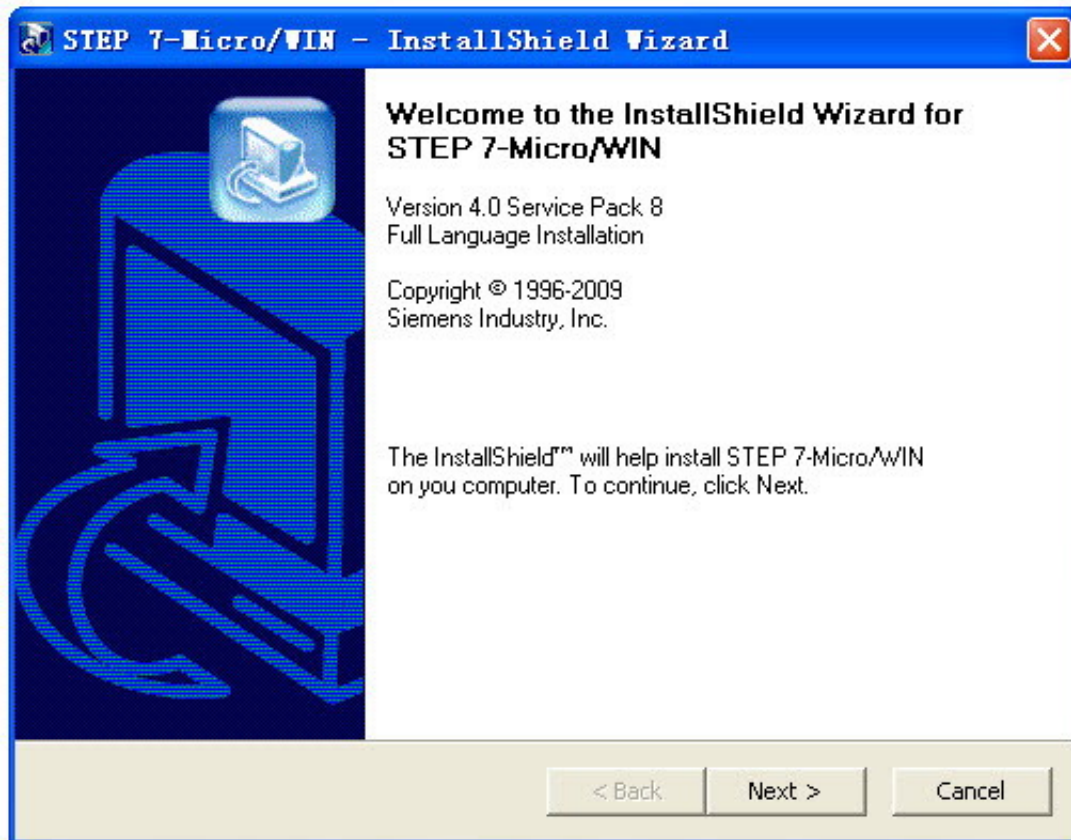 STEP 7-Micro/WIN - InstallShield Wizard
Welcome to the InstallShield Wizard for
STEP 7-Micro/WIN
Version 4.0 Service Pack 8
Full Language Installation
Copyright © 1996-2009
Siemens Industry, Inc.
The InstallShield™ will help install STEP 7-Micro/WIN
on you computer. To continue, click Next.
< Back
Next >
Cancel